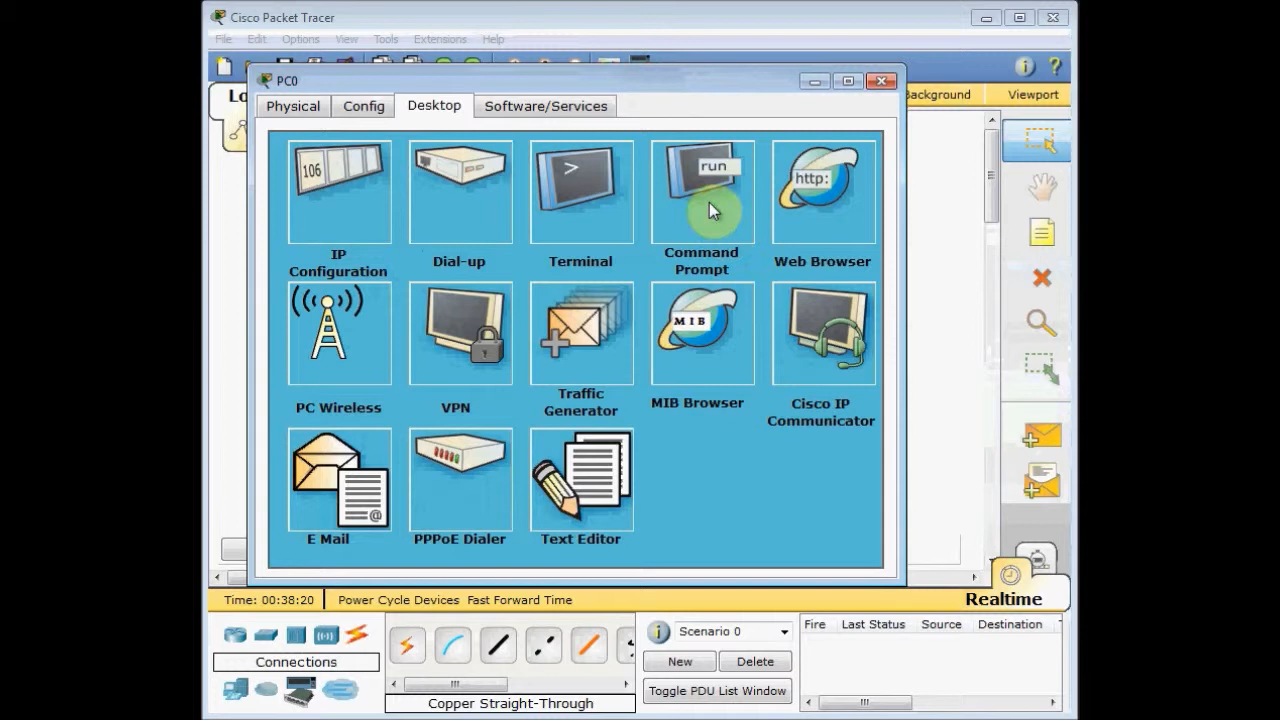 Cisco Packet Tracer
File Edit Options View Tools Extensions Help
i ?
PC0
Lo
Background Viewport
Physical Config Desktop Software/Services
106
>
run
http:
IP
Configuration
Dial-up
Terminal
Command
Prompt
Web Browser
MIB
PC Wireless
VPN
Traffic
Generator
MIB Browser
Cisco IP
Communicator
@
E Mail
PPPoE Dialer
Text Editor
Time: 00:38:20 Power Cycle Devices Fast Forward Time
Realtime
Connections
Copper Straight-Through
i Scenario 0
New Delete
Toggle PDU List Window
Fire Last Status Source Destination